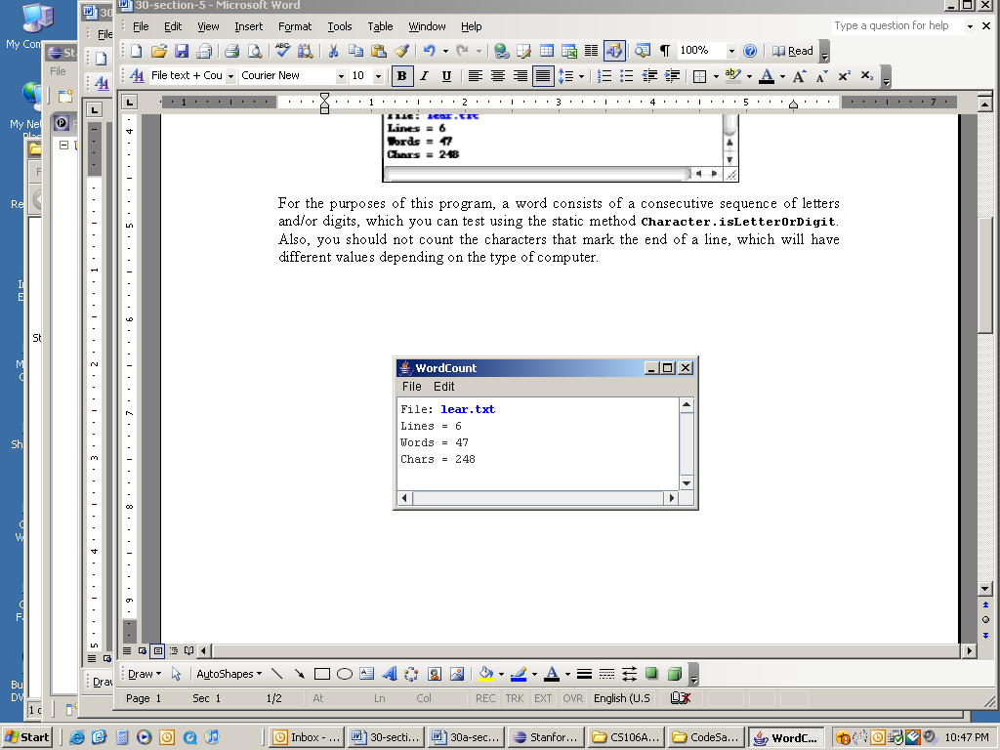 30-section-5 - Microsoft Word
File Edit View Insert Format Tools Table Window Help
Type a question for help
100%
Read
File text + Cou
Courier New
10
B I U
File: lear.txt
Lines = 6
Words = 47
Chars = 248
For the purposes of this program, a word consists of a consecutive sequence of letters
and/or digits, which you can test using the static method Character.isLetterOrDigit.
Also, you should not count the characters that mark the end of a line, which will have
different values depending on the type of computer.
WordCount
File Edit
File: lear.txt
Lines = 6
Words = 47
Chars = 248
Draw
AutoShapes
Page 1 Sec 1 1/2 At Ln Col REC TRK EXT OVR English (U.S
Start
Inbox - ...
30-secti...
30a-sec...
Stanfor...
CS106A...
CodeSa...
WordC...
10:47 PM